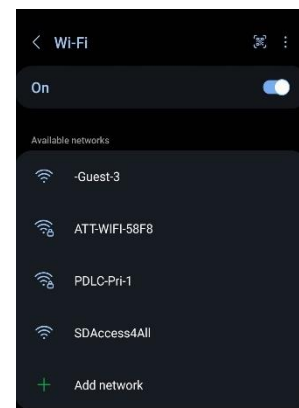 Wi-Fi
On
Available networks
-Guest-3
ATT-WIFI-58F8
PDLC-Pri-1
SDAccess4All
Add network